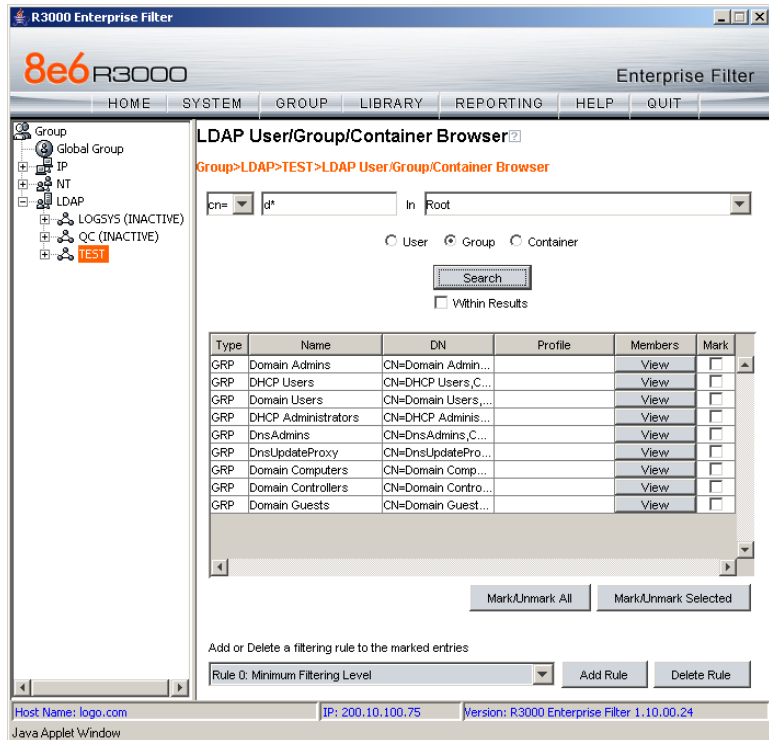 R3000 Enterprise Filter
8e6 R3000
Enterprise Filter
HOME SYSTEM GROUP LIBRARY REPORTING HELP QUIT
Group
Global Group
IP
NT
LDAP
LOGSYS (INACTIVE)
QC (INACTIVE)
TEST
LDAP User/Group/Container Browser ?
Group>LDAP>TEST>LDAP User/Group/Container Browser
cn= d* In Root
User Group Container
Search
Within Results
Type Name DN Profile Members Mark
GRP Domain Admins CN=Domain Admin... View
GRP DHCP Users CN=DHCP Users,C... View
GRP Domain Users CN=Domain Users,... View
GRP DHCP Administrators CN=DHCP Adminis... View
GRP DnsAdmins CN=DnsAdmins,C... View
GRP DnsUpdateProxy CN=DnsUpdatePro... View
GRP Domain Computers CN=Domain Comp... View
GRP Domain Controllers CN=Domain Contro... View
GRP Domain Guests CN=Domain Guest... View
Mark/Unmark All Mark/Unmark Selected
Add or Delete a filtering rule to the marked entries
Rule 0: Minimum Filtering Level Add Rule Delete Rule
Host Name: logo.com IP: 200.10.100.75 Version: R3000 Enterprise Filter 1.10.00.24
Java Applet Window